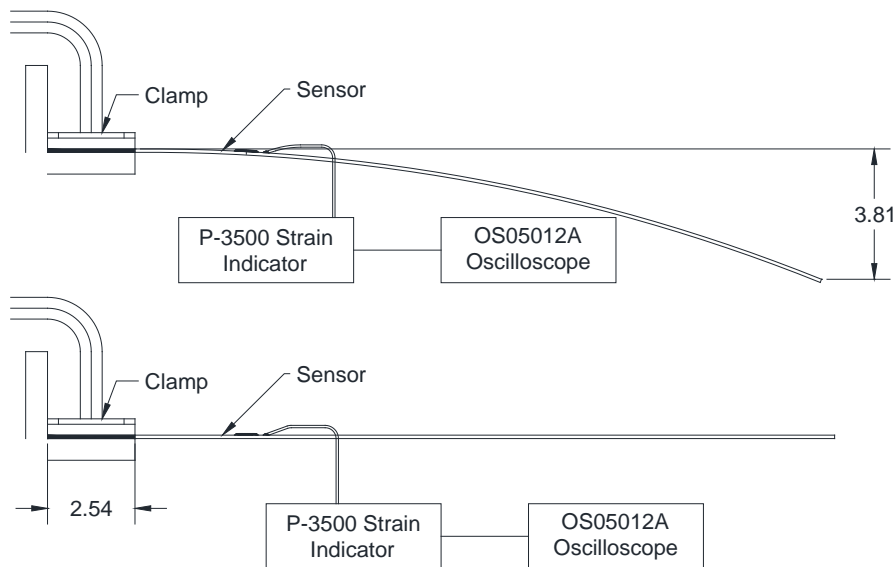 Clamp
Sensor
3.81
P-3500 Strain
Indicator
OS05012A
Oscilloscope
Clamp
Sensor
2.54
P-3500 Strain
Indicator
OS05012A
Oscilloscope